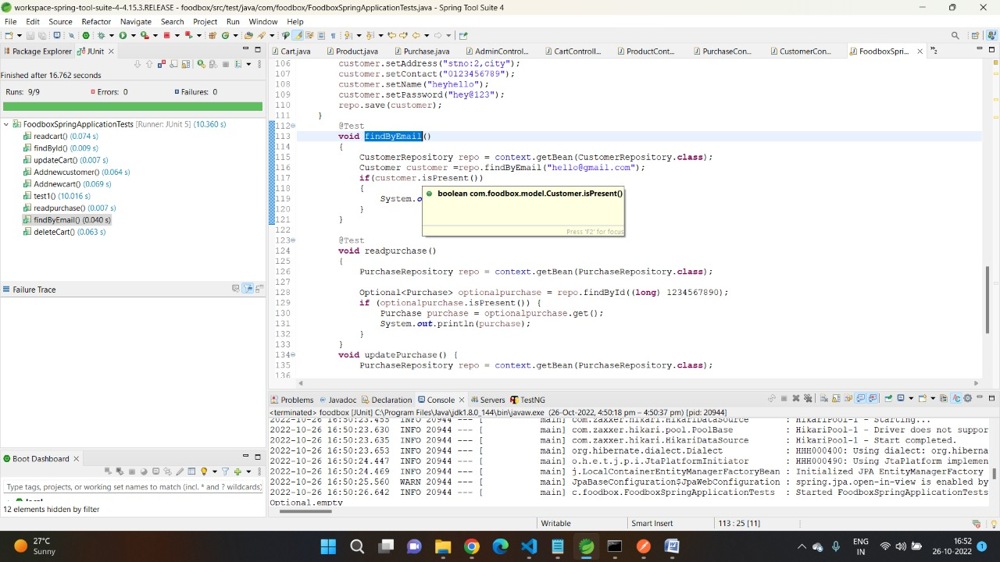 workspace-spring-tool-suite-4-4.15.3.RELEASE - foodbox/src/test/java/com/foodbox/FoodboxSpringApplicationTests.java - Spring Tool Suite 4
File Edit Source Refactor Navigate Search Project Run Window Help
Package Explorer JUnit
Finished after 16.762 seconds
Runs: 9/9 Errors: 0 Failures: 0
FoodboxSpringApplicationTests [Runner: JUnit 5] (10.360 s)
readcart() (0.074 s)
findById() (0.009 s)
updateCart() (0.007 s)
Addnewcustomer() (0.064 s)
Addnewcart() (0.069 s)
test1() (10.016 s)
readpurchase() (0.007 s)
findByEmail() (0.040 s)
deleteCart() (0.063 s)
Failure Trace
Boot Dashboard
Type tags, projects, or working set names to match (incl. * and ? wildcards)
12 elements hidden by filter
Cart.java Product.java Purchase.java AdminControl... CartControll... ProductCont... PurchaseCon... CustomerCon... FoodboxSpri... 2
106 customer.setAddress("stno:2,city");
107 customer.setContact("0123456789");
108 customer.setName("heyhello");
109 customer.setPassword("hey@123");
110 repo.save(customer);
111 }
112 @Test
113 void findByEmail()
114 {
115 CustomerRepository repo = context.getBean(CustomerRepository.class);
116 Customer customer =repo.findByEmail("hello@gmail.com");
117 if(customer.isPresent())
118 {
119 System.o
120 }
121 }
boolean com.foodbox.model.Customer.isPresent()
Press 'F2' for focus
122
123 @Test
124 void readpurchase()
125 {
126 PurchaseRepository repo = context.getBean(PurchaseRepository.class);
127
128 Optional<Purchase> optionalpurchase = repo.findById((long) 1234567890);
129 if (optionalpurchase.isPresent()) {
130 Purchase purchase = optionalpurchase.get();
131 System.out.println(purchase);
132 }
133 }
134 void updatePurchase() {
135 PurchaseRepository repo = context.getBean(PurchaseRepository.class);
136
Problems Javadoc Declaration Console Servers TestNG
<terminated> foodbox [JUnit] C:\Program Files\Java\jdk1.8.0_144\bin\javaw.exe (26-Oct-2022, 4:50:18 pm – 4:50:37 pm) [pid: 20944]
2022-10-26 16:50:23.455 INFO 20944 --- [ main] com.zaxxer.hikari.HikariDataSource : HikariPool-1 - Starting...
2022-10-26 16:50:23.630 INFO 20944 --- [ main] com.zaxxer.hikari.pool.PoolBase : HikariPool-1 - Driver does not suppor
2022-10-26 16:50:23.635 INFO 20944 --- [ main] com.zaxxer.hikari.HikariDataSource : HikariPool-1 - Start completed.
2022-10-26 16:50:23.653 INFO 20944 --- [ main] org.hibernate.dialect.Dialect : HHH000400: Using dialect: org.hiberna
2022-10-26 16:50:24.447 INFO 20944 --- [ main] o.h.e.t.j.p.i.JtaPlatformInitiator : HHH000490: Using JtaPlatform implemen
2022-10-26 16:50:24.469 INFO 20944 --- [ main] j.LocalContainerEntityManagerFactoryBean : Initialized JPA EntityManagerFactory
2022-10-26 16:50:25.560 WARN 20944 --- [ main] JpaBaseConfiguration$JpaWebConfiguration : spring.jpa.open-in-view is enabled by
2022-10-26 16:50:26.642 INFO 20944 --- [ main] c.foodbox.FoodboxSpringApplicationTests : Started FoodboxSpringApplicationTests
Optional.empty
Writable Smart Insert 113 : 25 [11]
27°C
Sunny
ENG
IN
16:52
26-10-2022
1